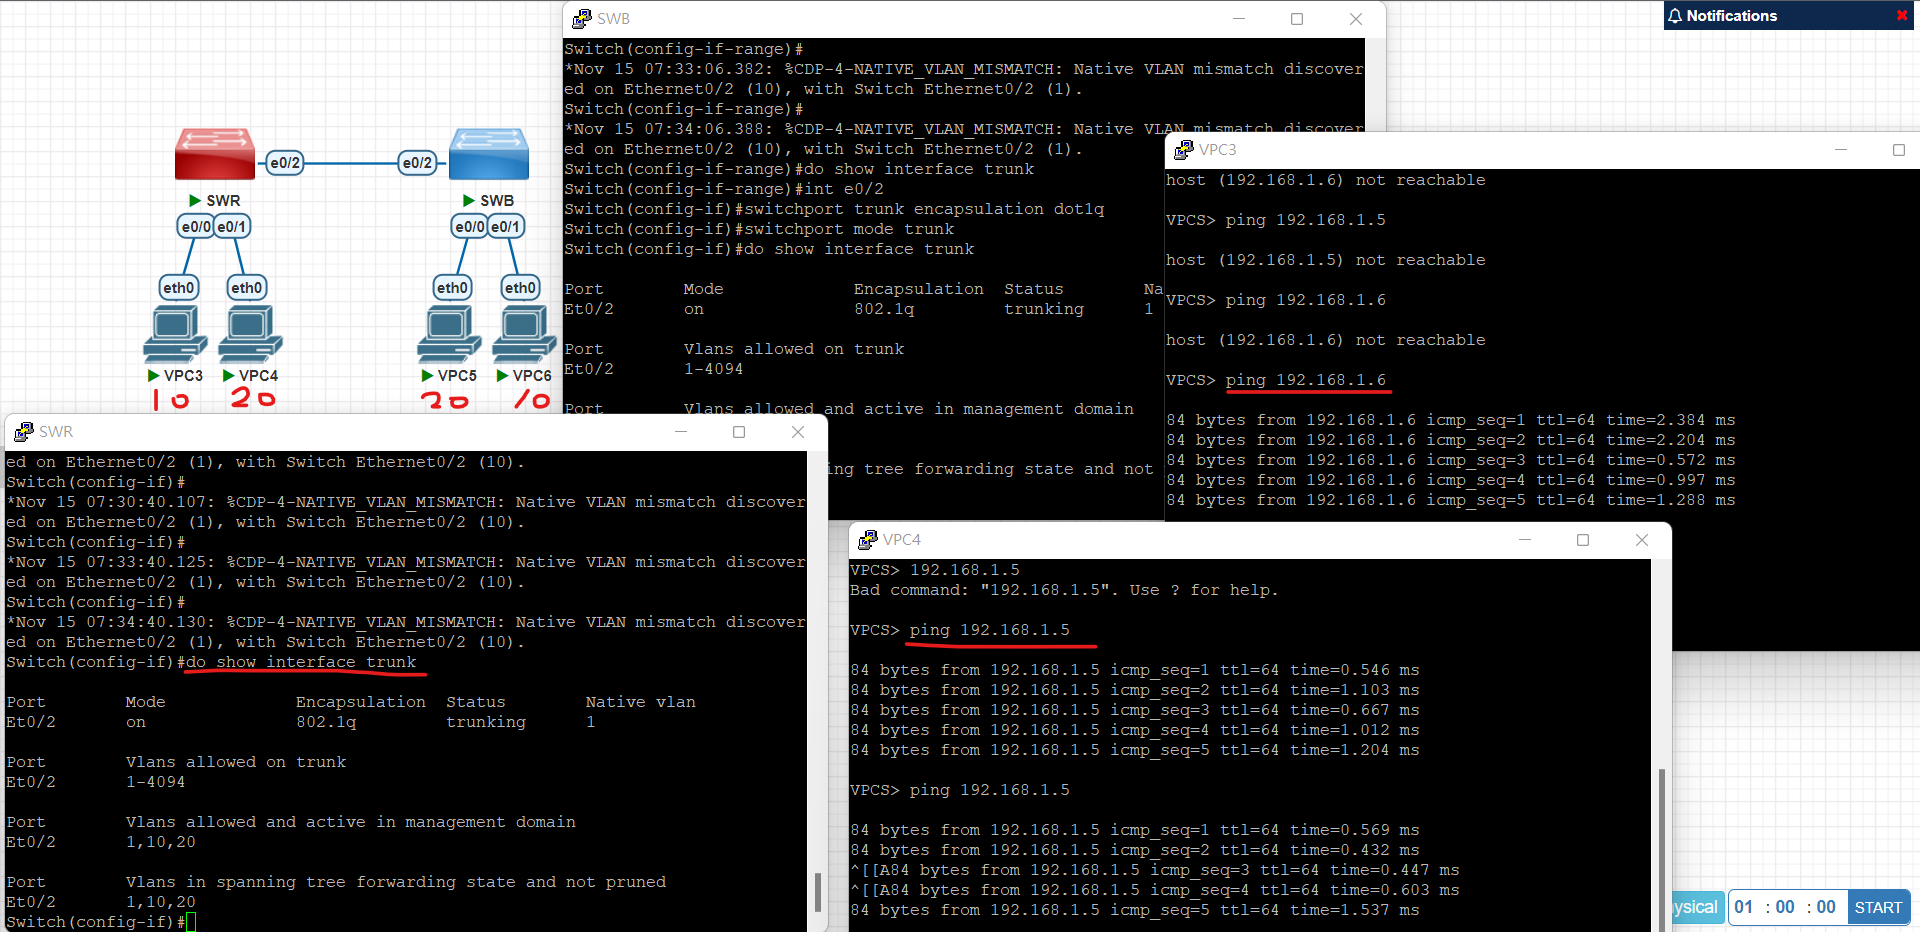 Notifications
e0/2
e0/2
SWR
SWB
e0/0
e0/1
e0/0
e0/1
eth0
eth0
eth0
eth0
VPC3
VPC4
VPC5
VPC6
10
20
20
10
SWB
Switch(config-if-range)#
*Nov 15 07:33:06.382: %CDP-4-NATIVE_VLAN_MISMATCH: Native VLAN mismatch discover
ed on Ethernet0/2 (10), with Switch Ethernet0/2 (1).
Switch(config-if-range)#
*Nov 15 07:34:06.388: %CDP-4-NATIVE_VLAN_MISMATCH: Native VLAN mismatch discover
ed on Ethernet0/2 (10), with Switch Ethernet0/2 (1).
Switch(config-if-range)#do show interface trunk
Switch(config-if-range)#int e0/2
Switch(config-if)#switchport trunk encapsulation dot1q
Switch(config-if)#switchport mode trunk
Switch(config-if)#do show interface trunk
Port Mode Encapsulation Status Na
Et0/2 on 802.1q trunking 1
Port Vlans allowed on trunk
Et0/2 1-4094
Port Vlans allowed and active in management domain
ing tree forwarding state and not
VPC3
host (192.168.1.6) not reachable
VPCS> ping 192.168.1.5
host (192.168.1.5) not reachable
VPCS> ping 192.168.1.6
host (192.168.1.6) not reachable
VPCS> ping 192.168.1.6
84 bytes from 192.168.1.6 icmp_seq=1 ttl=64 time=2.384 ms
84 bytes from 192.168.1.6 icmp_seq=2 ttl=64 time=2.204 ms
84 bytes from 192.168.1.6 icmp_seq=3 ttl=64 time=0.572 ms
84 bytes from 192.168.1.6 icmp_seq=4 ttl=64 time=0.997 ms
84 bytes from 192.168.1.6 icmp_seq=5 ttl=64 time=1.288 ms
SWR
ed on Ethernet0/2 (1), with Switch Ethernet0/2 (10).
Switch(config-if)#
*Nov 15 07:30:40.107: %CDP-4-NATIVE_VLAN_MISMATCH: Native VLAN mismatch discover
ed on Ethernet0/2 (1), with Switch Ethernet0/2 (10).
Switch(config-if)#
*Nov 15 07:33:40.125: %CDP-4-NATIVE_VLAN_MISMATCH: Native VLAN mismatch discover
ed on Ethernet0/2 (1), with Switch Ethernet0/2 (10).
Switch(config-if)#
*Nov 15 07:34:40.130: %CDP-4-NATIVE_VLAN_MISMATCH: Native VLAN mismatch discover
ed on Ethernet0/2 (1), with Switch Ethernet0/2 (10).
Switch(config-if)#do show interface trunk
Port Mode Encapsulation Status Native vlan
Et0/2 on 802.1q trunking 1
Port Vlans allowed on trunk
Et0/2 1-4094
Port Vlans allowed and active in management domain
Et0/2 1,10,20
Port Vlans in spanning tree forwarding state and not pruned
Et0/2 1,10,20
Switch(config-if)#
VPC4
VPCS> 192.168.1.5
Bad command: "192.168.1.5". Use ? for help.
VPCS> ping 192.168.1.5
84 bytes from 192.168.1.5 icmp_seq=1 ttl=64 time=0.546 ms
84 bytes from 192.168.1.5 icmp_seq=2 ttl=64 time=1.103 ms
84 bytes from 192.168.1.5 icmp_seq=3 ttl=64 time=0.667 ms
84 bytes from 192.168.1.5 icmp_seq=4 ttl=64 time=1.012 ms
84 bytes from 192.168.1.5 icmp_seq=5 ttl=64 time=1.204 ms
VPCS> ping 192.168.1.5
84 bytes from 192.168.1.5 icmp_seq=1 ttl=64 time=0.569 ms
84 bytes from 192.168.1.5 icmp_seq=2 ttl=64 time=0.432 ms
^[[A84 bytes from 192.168.1.5 icmp_seq=3 ttl=64 time=0.447 ms
^[[A84 bytes from 192.168.1.5 icmp_seq=4 ttl=64 time=0.603 ms
84 bytes from 192.168.1.5 icmp_seq=5 ttl=64 time=1.537 ms
ysical 01 : 00 : 00 START